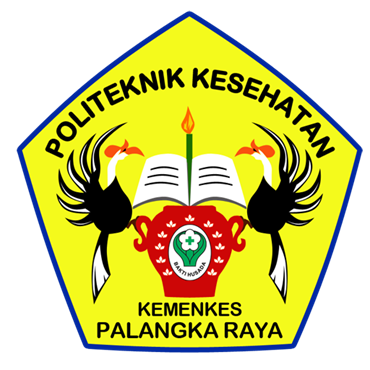 POLITEKNIK KESEHATAN
BAKTI HUSADA
KEMENKES
PALANGKA RAYA